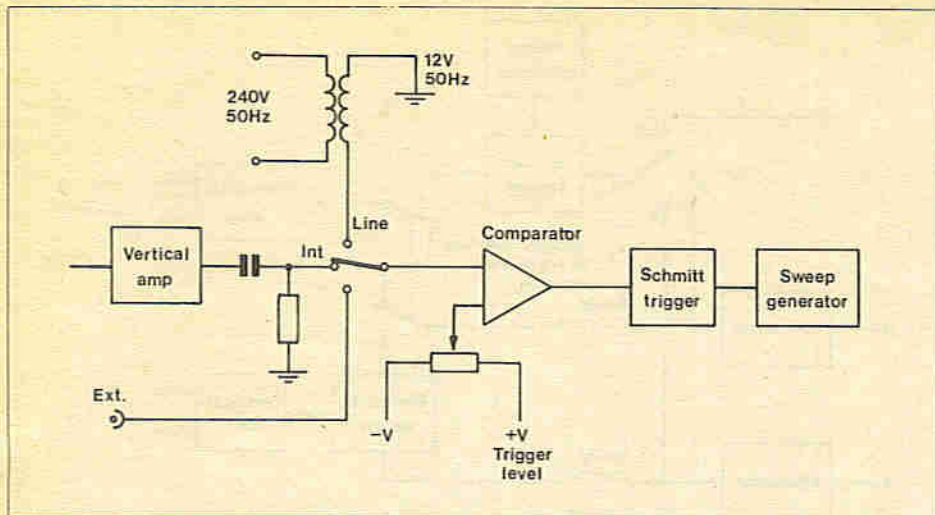 12V
50Hz
240V
50Hz
Line
Int
Comparator
Vertical
amp
Schmitt
trigger
Sweep
generator
Ext.
–V
+V
Trigger
level